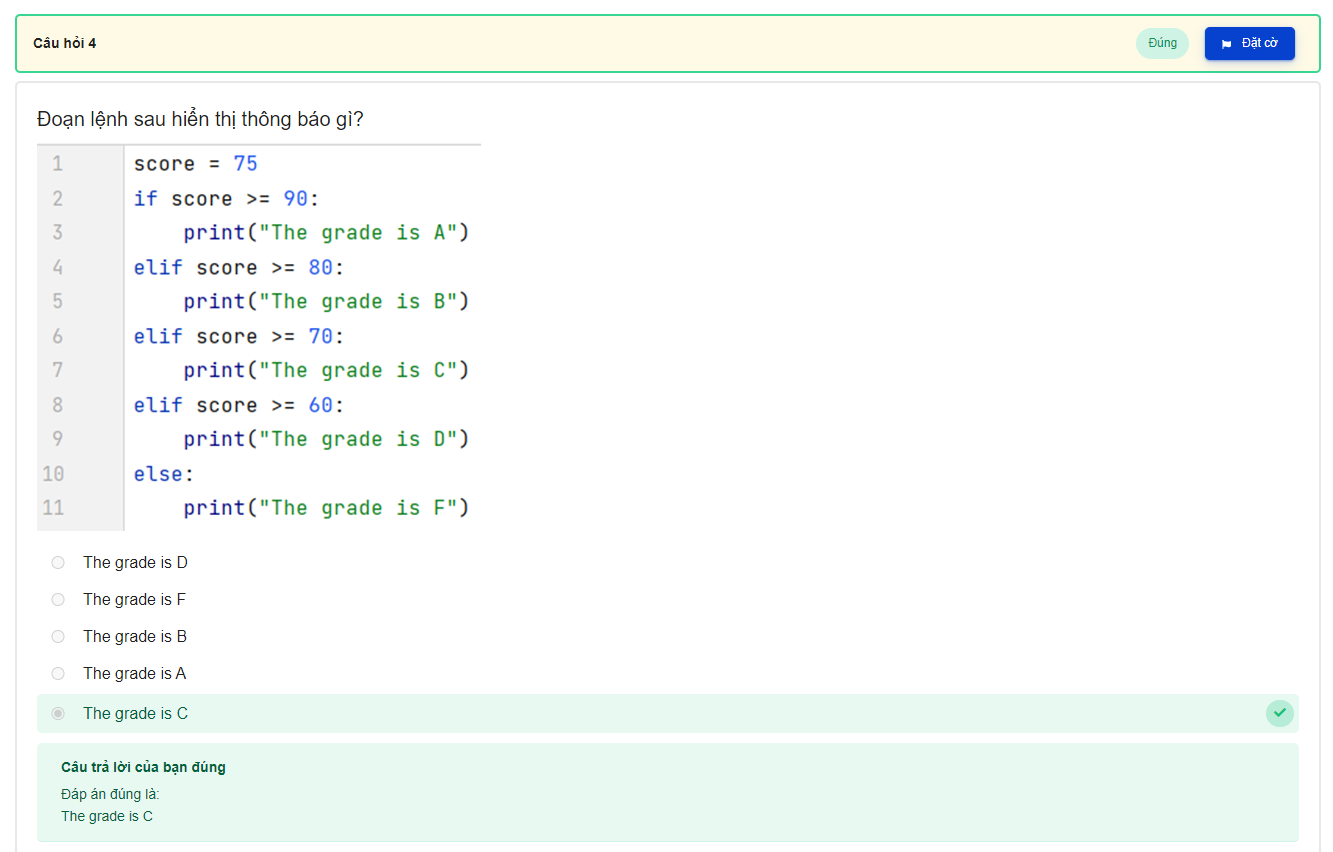 Câu hỏi 4
Đúng
Đặt cờ
Đoạn lệnh sau hiển thị thông báo gì?
1 score = 75
2 if score >= 90:
3     print("The grade is A")
4 elif score >= 80:
5     print("The grade is B")
6 elif score >= 70:
7     print("The grade is C")
8 elif score >= 60:
9     print("The grade is D")
10 else:
11     print("The grade is F")
The grade is D
The grade is F
The grade is B
The grade is A
The grade is C
Câu trả lời của bạn đúng
Đáp án đúng là:
The grade is C